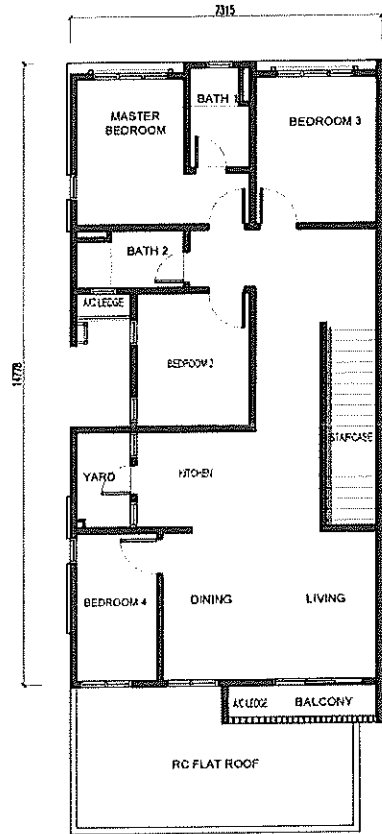 7315
BATH 1
MASTER
BEDROOM
BEDROOM 3
BATH 2
A/C LEDGE
BEDROOM 2
14778
STAIRCASE
YARD
KITCHEN
BEDROOM 4
DINING
LIVING
A/C LEDGE
BALCONY
RC FLAT ROOF